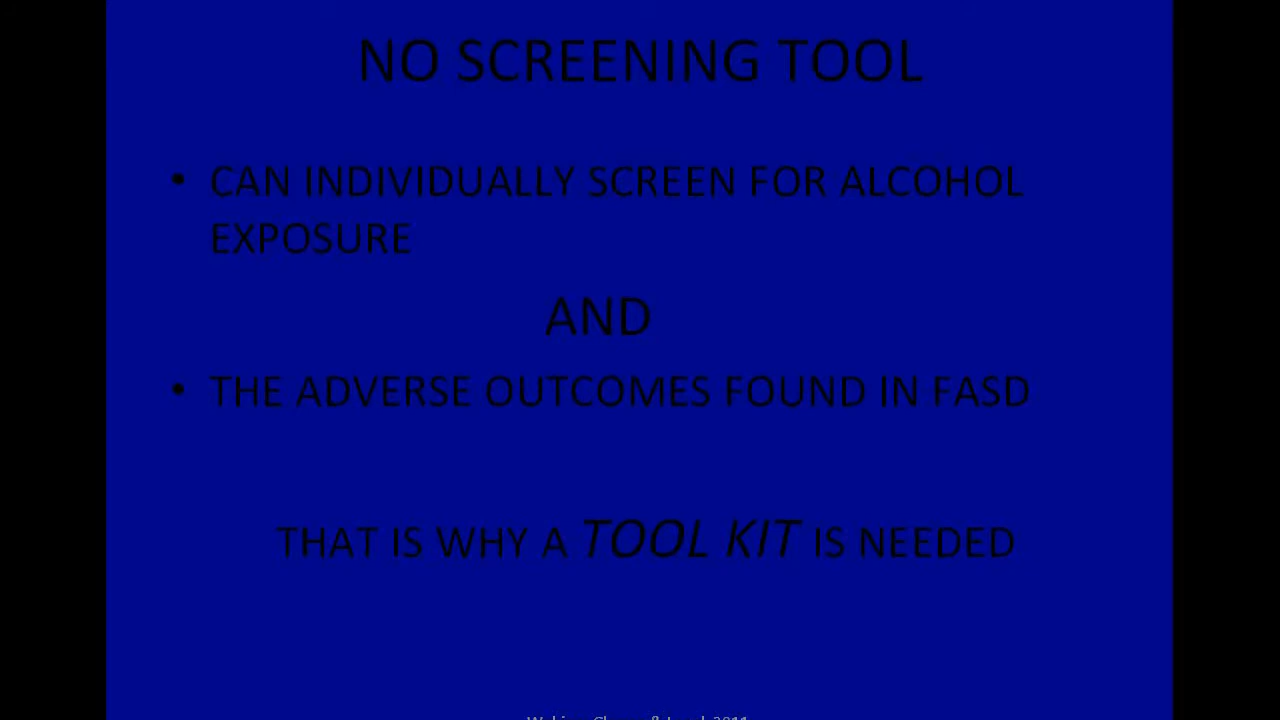 NO SCREENING TOOL
• CAN INDIVIDUALLY SCREEN FOR ALCOHOL
EXPOSURE
AND
• THE ADVERSE OUTCOMES FOUND IN FASD
THAT IS WHY A TOOL KIT IS NEEDED
2011